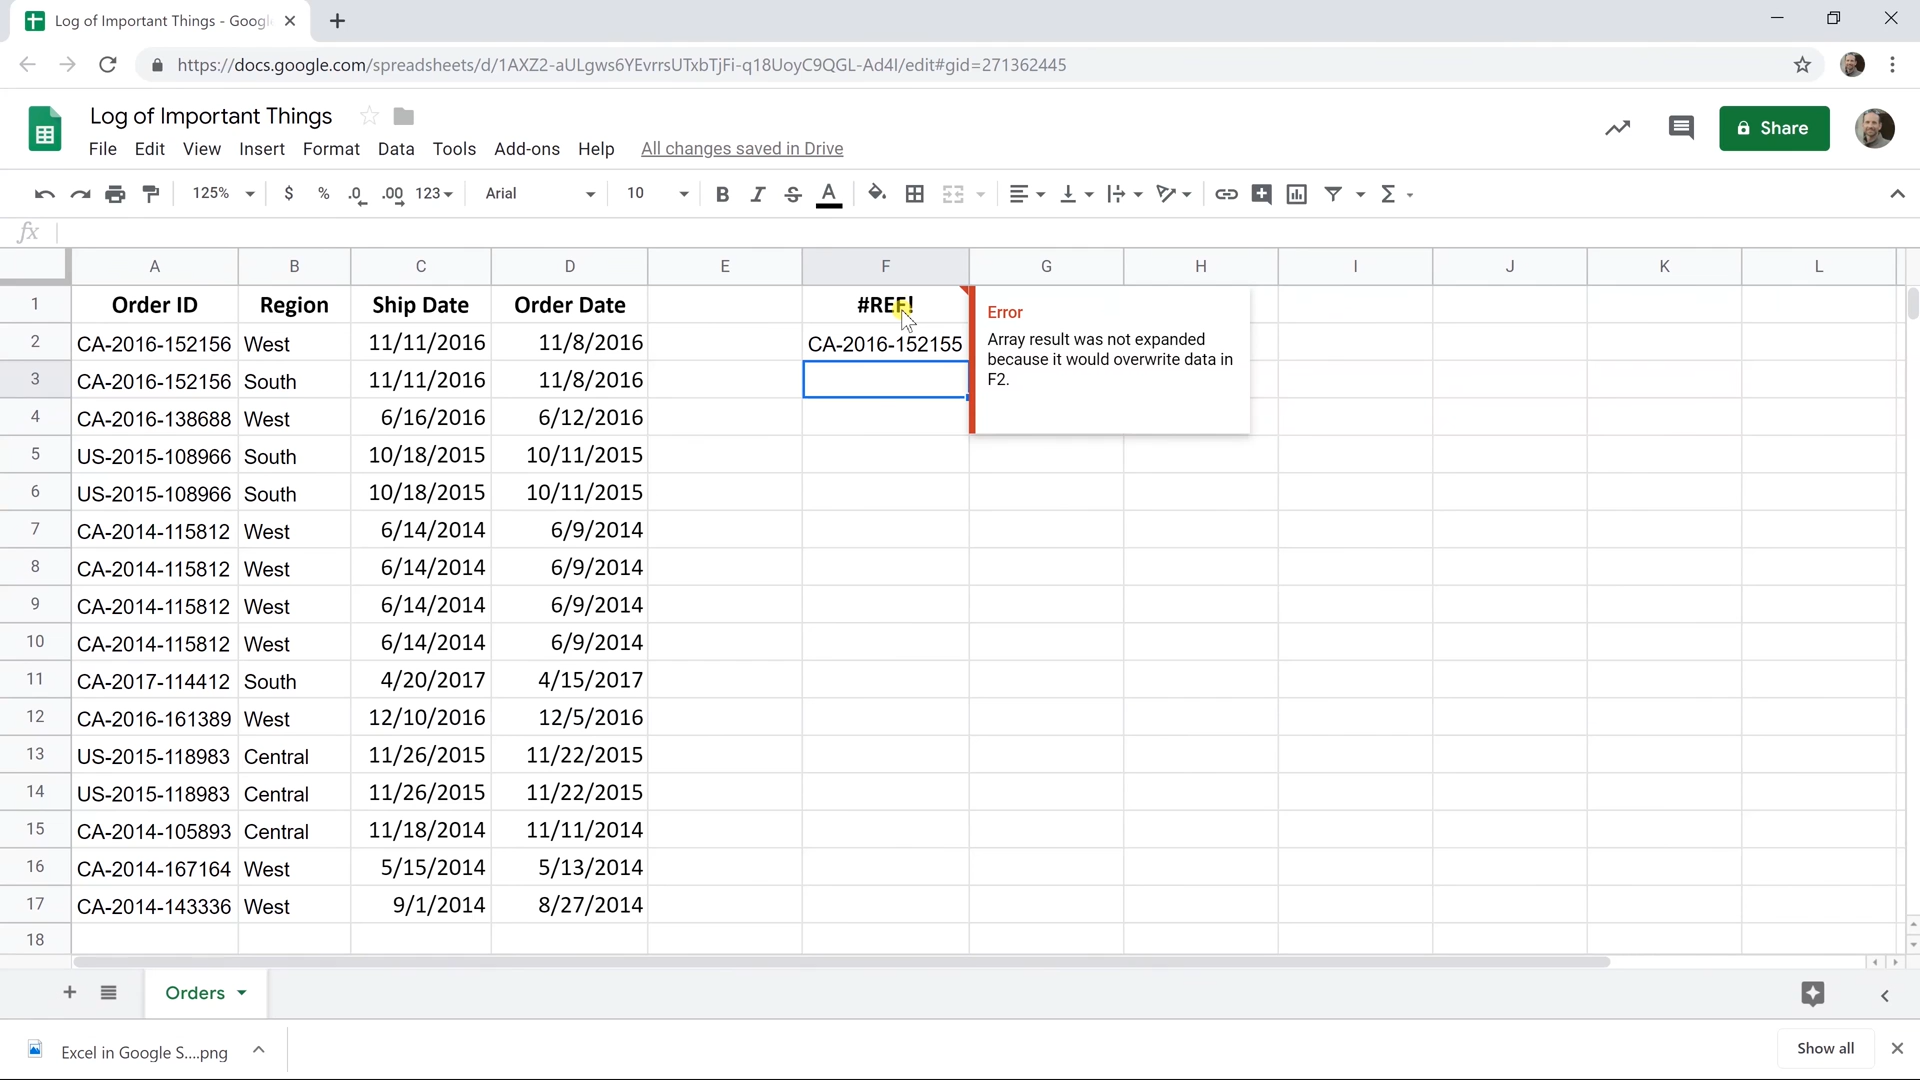 Log of Important Things - Googl
https://docs.google.com/spreadsheets/d/1AXZ2-aULgws6YEvrrsUTxbTjFi-q18UoyC9QGL-Ad4I/edit#gid=271362445
Log of Important Things
Share
File Edit View Insert Format Data Tools Add-ons Help All changes saved in Drive
125% $ % .0 .00 123 Arial 10 B I S A Σ
fx
A B C D E F G H I J K L
1 Order ID Region Ship Date Order Date #REF!
2 CA-2016-152156 West 11/11/2016 11/8/2016 CA-2016-152155
3 CA-2016-152156 South 11/11/2016 11/8/2016
Error
Array result was not expanded
because it would overwrite data in
F2.
4 CA-2016-138688 West 6/16/2016 6/12/2016
5 US-2015-108966 South 10/18/2015 10/11/2015
6 US-2015-108966 South 10/18/2015 10/11/2015
7 CA-2014-115812 West 6/14/2014 6/9/2014
8 CA-2014-115812 West 6/14/2014 6/9/2014
9 CA-2014-115812 West 6/14/2014 6/9/2014
10 CA-2014-115812 West 6/14/2014 6/9/2014
11 CA-2017-114412 South 4/20/2017 4/15/2017
12 CA-2016-161389 West 12/10/2016 12/5/2016
13 US-2015-118983 Central 11/26/2015 11/22/2015
14 US-2015-118983 Central 11/26/2015 11/22/2015
15 CA-2014-105893 Central 11/18/2014 11/11/2014
16 CA-2014-167164 West 5/15/2014 5/13/2014
17 CA-2014-143336 West 9/1/2014 8/27/2014
18
Orders
Excel in Google S....png
Show all